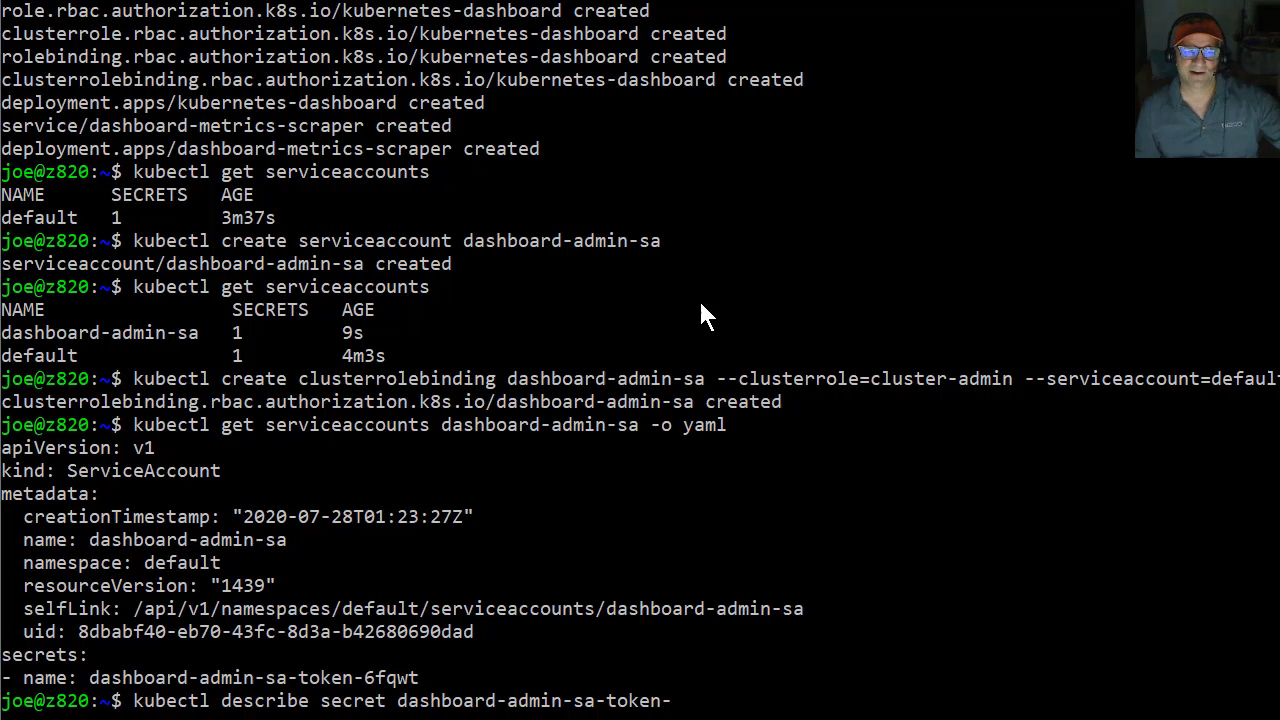 role.rbac.authorization.k8s.io/kubernetes-dashboard created
clusterrole.rbac.authorization.k8s.io/kubernetes-dashboard created
rolebinding.rbac.authorization.k8s.io/kubernetes-dashboard created
clusterrolebinding.rbac.authorization.k8s.io/kubernetes-dashboard created
deployment.apps/kubernetes-dashboard created
service/dashboard-metrics-scraper created
deployment.apps/dashboard-metrics-scraper created
joe@z820:~$ kubectl get serviceaccounts
NAME SECRETS AGE
default 1 3m37s
joe@z820:~$ kubectl create serviceaccount dashboard-admin-sa
serviceaccount/dashboard-admin-sa created
joe@z820:~$ kubectl get serviceaccounts
NAME SECRETS AGE
dashboard-admin-sa 1 9s
default 1 4m3s
joe@z820:~$ kubectl create clusterrolebinding dashboard-admin-sa --clusterrole=cluster-admin --serviceaccount=default
clusterrolebinding.rbac.authorization.k8s.io/dashboard-admin-sa created
joe@z820:~$ kubectl get serviceaccounts dashboard-admin-sa -o yaml
apiVersion: v1
kind: ServiceAccount
metadata:
  creationTimestamp: "2020-07-28T01:23:27Z"
  name: dashboard-admin-sa
  namespace: default
  resourceVersion: "1439"
  selfLink: /api/v1/namespaces/default/serviceaccounts/dashboard-admin-sa
  uid: 8dbabf40-eb70-43fc-8d3a-b42680690dad
secrets:
- name: dashboard-admin-sa-token-6fqwt
joe@z820:~$ kubectl describe secret dashboard-admin-sa-token-